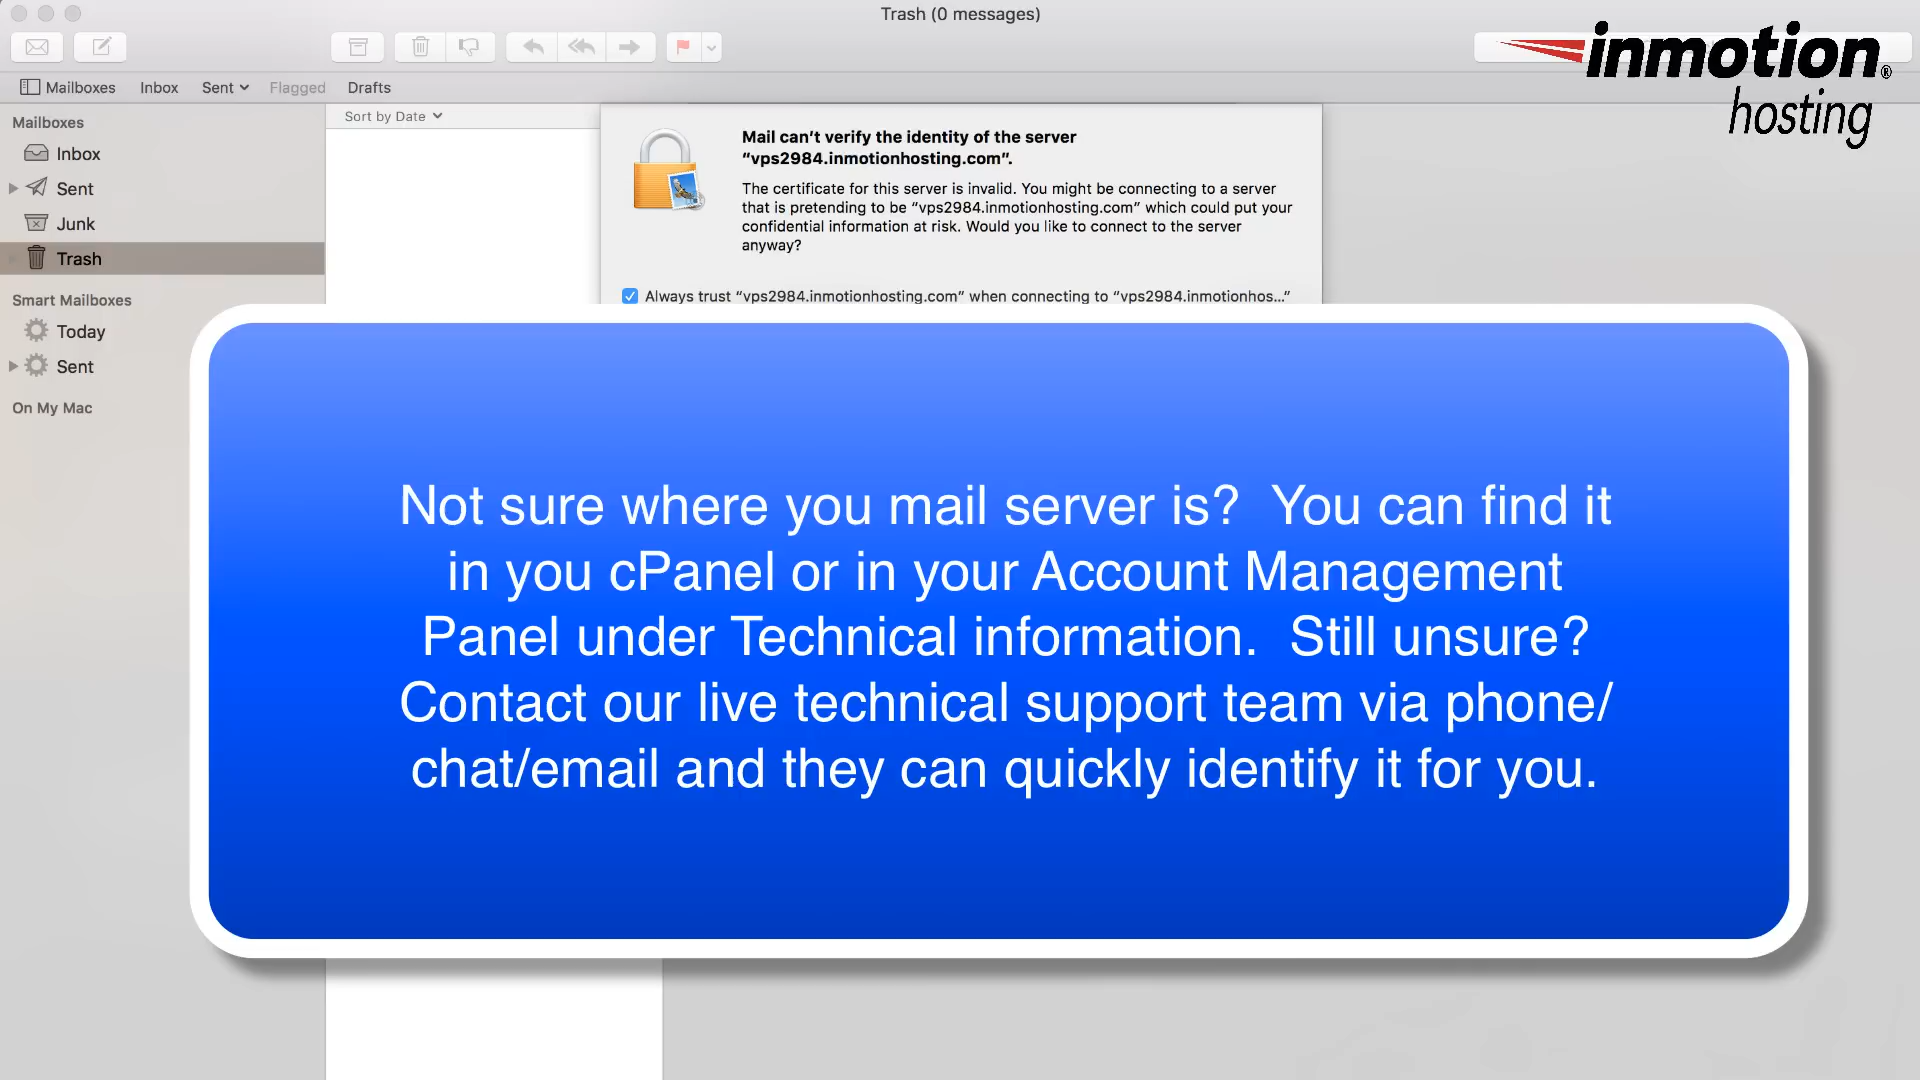 Trash (0 messages)
inmotion®
hosting
Mailboxes Inbox Sent Flagged Drafts
Mailboxes
Inbox
Sent
Junk
Trash
Smart Mailboxes
Today
Sent
On My Mac
Sort by Date
Mail can’t verify the identity of the server
“vps2984.inmotionhosting.com”.
The certificate for this server is invalid. You might be connecting to a server
that is pretending to be “vps2984.inmotionhosting.com” which could put your
confidential information at risk. Would you like to connect to the server
anyway?
Always trust “vps2984.inmotionhosting.com” when connecting to “vps2984.inmotionhos...”
Not sure where you mail server is?  You can find it
in you cPanel or in your Account Management
Panel under Technical information.  Still unsure?
Contact our live technical support team via phone/
chat/email and they can quickly identify it for you.